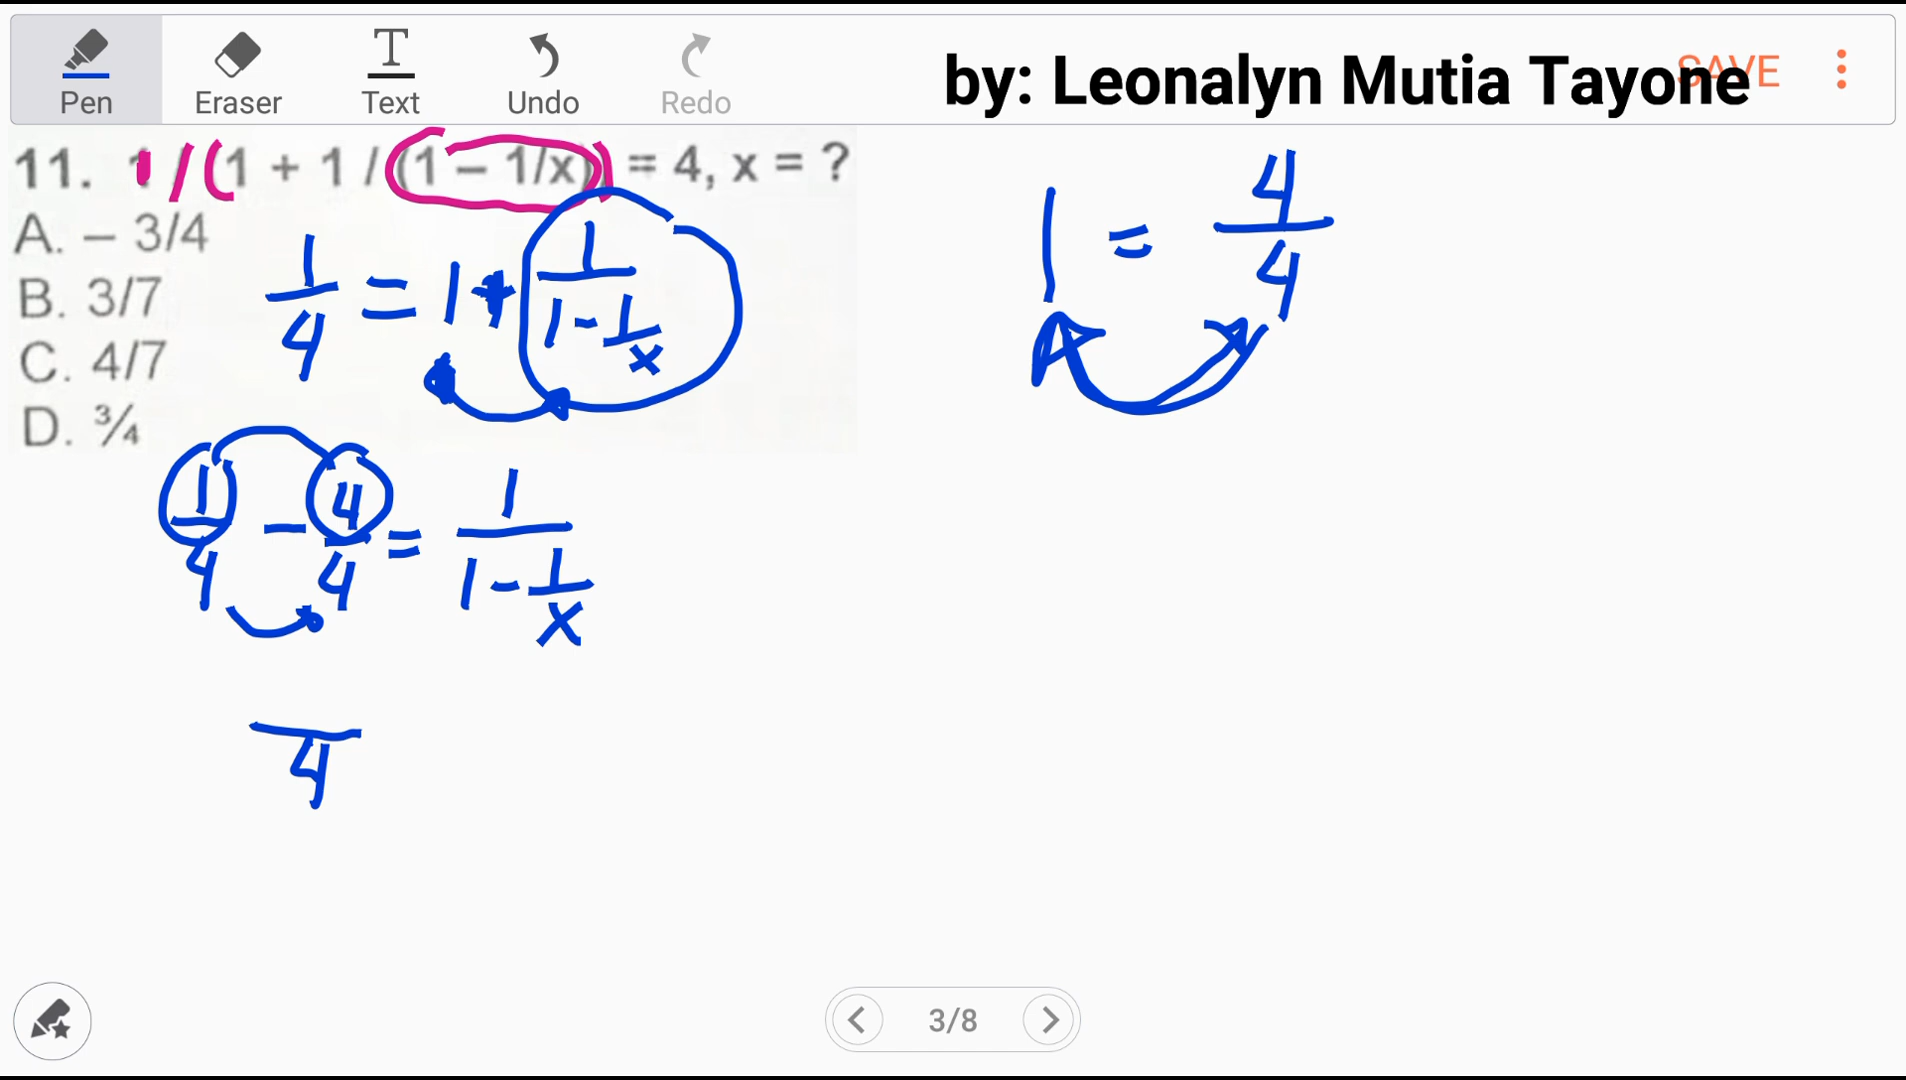 Pen Eraser Text Undo Redo SAVE
by: Leonalyn Mutia Tayone
11. 1/(1 + 1 / (1 – 1/x)) = 4, x = ?
A. – 3/4
B. 3/7
C. 4/7
D. ¾
1/4 = 1 + 1/(1 - 1/x)
1 = 4/4
1/4 - 4/4 = 1/(1 - 1/x)
4
3/8